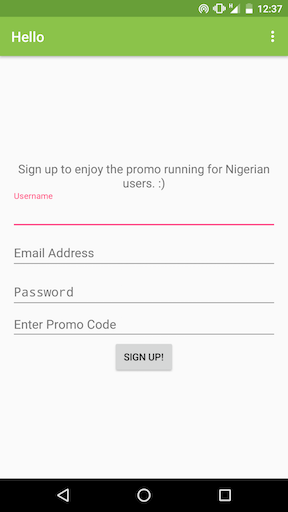 12:37
Hello
Sign up to enjoy the promo running for Nigerian
users. :)
Username
Email Address
Password
Enter Promo Code
SIGN UP!